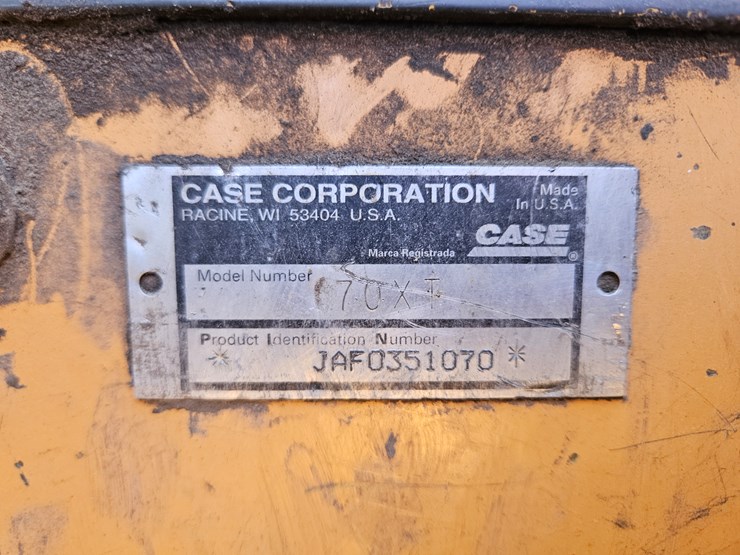 CASE CORPORATION
RACINE, WI 53404 U.S.A.
Made
In U.S.A.
Marca Registrada
CASE®
Model Number
70XT
Product Identification Number
* JAF0351070 *